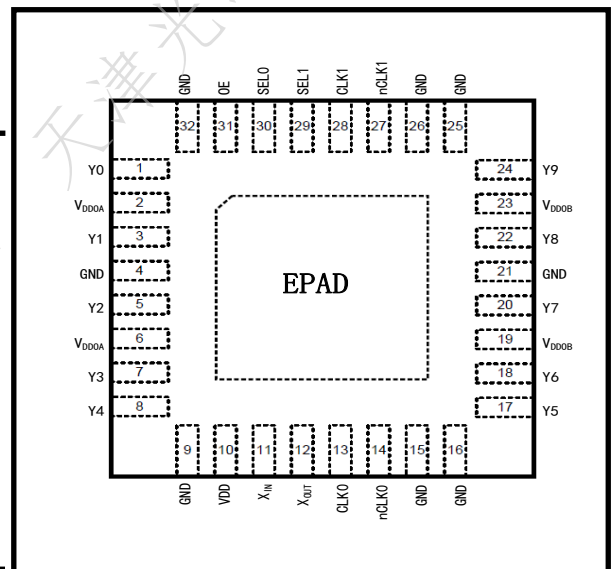 天津光
GND OE SEL0 SEL1 CLK1 nCLK1 GND GND
32 31 30 29 28 27 26 25
Y0 1 24 Y9
VDDOA 2 23 VDDOB
Y1 3 22 Y8
GND 4 21 GND
EPAD
Y2 5 20 Y7
VDDOA 6 19 VDDOB
Y3 7 18 Y6
Y4 8 17 Y5
9 10 11 12 13 14 15 16
GND VDD XIN XOUT CLK0 nCLK0 GND GND